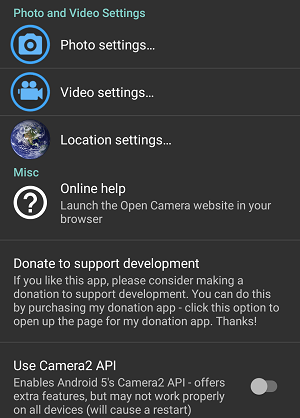 Photo and Video Settings
Photo settings...
Video settings...
Location settings...
Misc
Online help
Launch the Open Camera website in your
browser
Donate to support development
If you like this app, please consider making a
donation to support development. You can do this
by purchasing my donation app - click this option to
open up the page for my donation app. Thanks!
Use Camera2 API
Enables Android 5's Camera2 API - offers
extra features, but may not work properly
on all devices (will cause a restart)